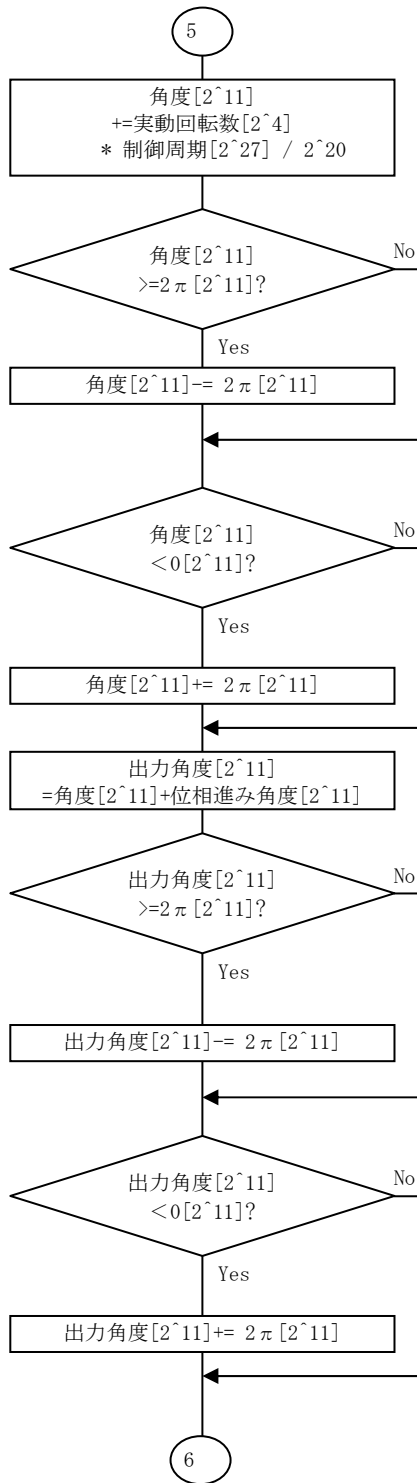 5
角度[2^11]
+=実動回転数[2^4]
* 制御周期[2^27] / 2^20
角度[2^11]
>=2π[2^11]?
No
Yes
角度[2^11]-= 2π[2^11]
角度[2^11]
<0[2^11]?
No
Yes
角度[2^11]+= 2π[2^11]
出力角度[2^11]
=角度[2^11]+位相進み角度[2^11]
出力角度[2^11]
>=2π[2^11]?
No
Yes
出力角度[2^11]-= 2π[2^11]
出力角度[2^11]
<0[2^11]?
No
Yes
出力角度[2^11]+= 2π[2^11]
6